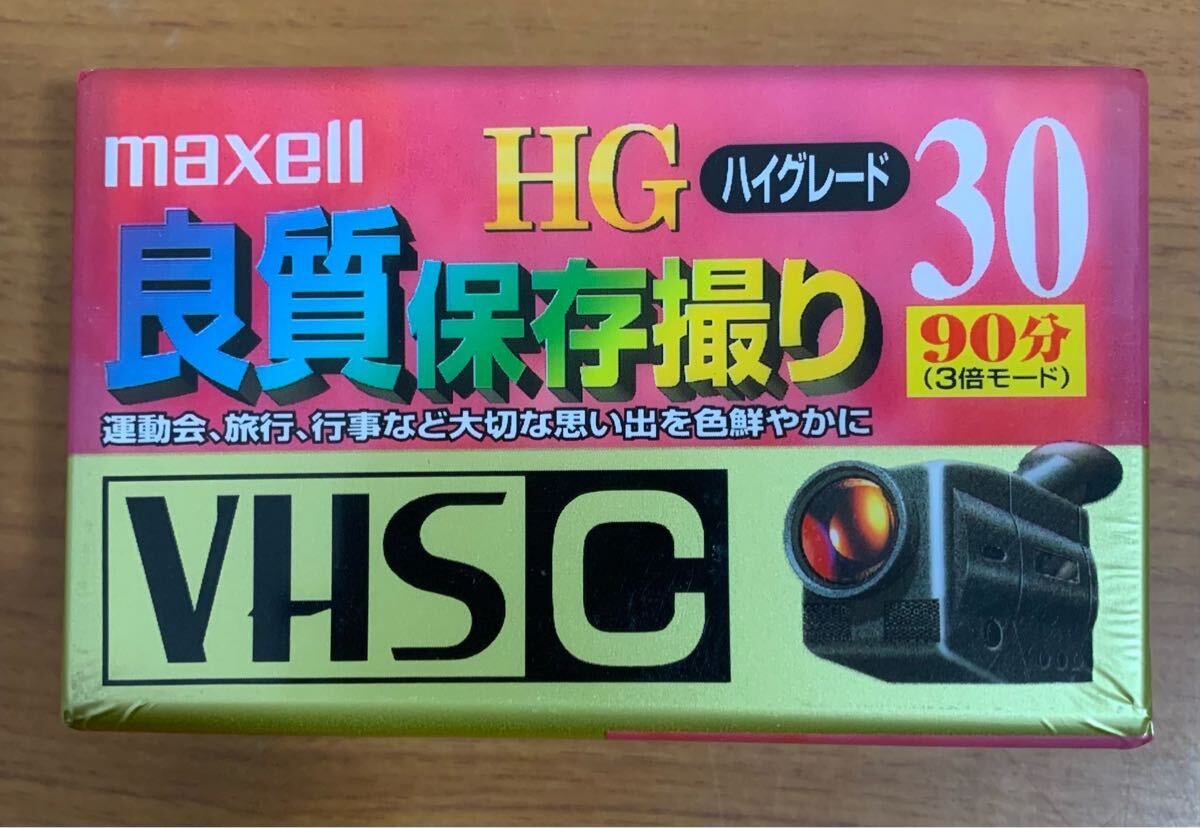 maxell
HG ハイグレード 30
良質保存撮り
90分
(3倍モード)
運動会、旅行、行事など大切な思い出を色鮮やかに
VHS C